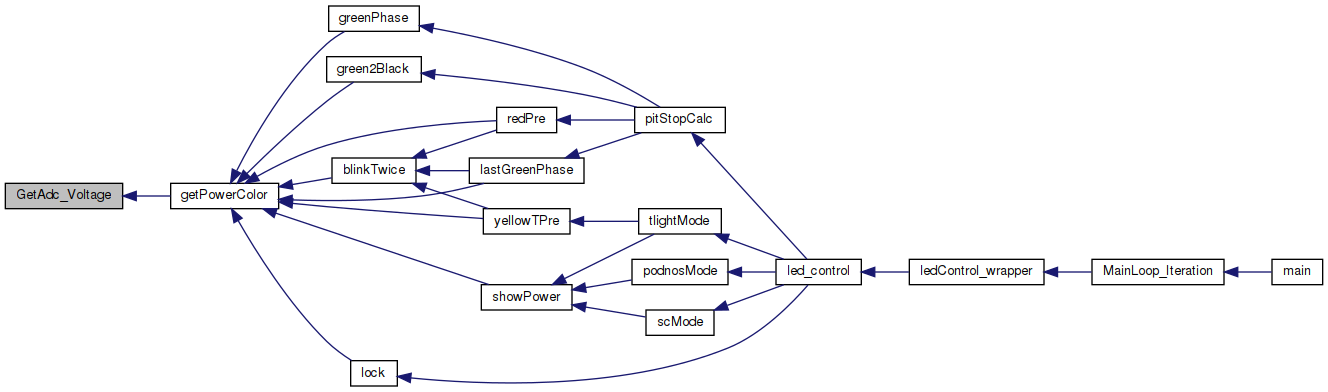 greenPhase
green2Black
redPre
pitStopCalc
blinkTwice
lastGreenPhase
GetAdc_Voltage
getPowerColor
yellowTPre
tlightMode
podnosMode
led_control
ledControl_wrapper
MainLoop_Iteration
main
showPower
scMode
lock